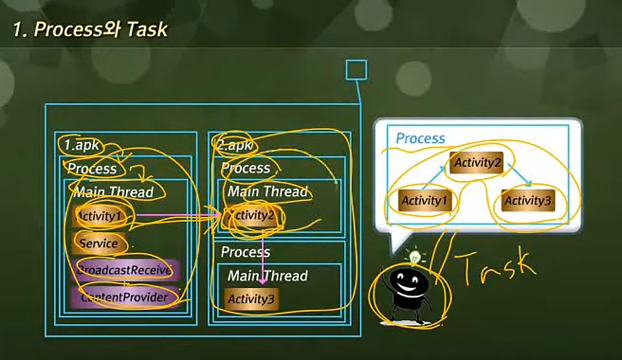 1. Process와 Task
1.apk
Process
Main Thread
Activity1
Service
BroadcastReceive
ContentProvider
2.apk
Process
Main Thread
Activity2
Process
Main Thread
Activity3
Process
Activity2
Activity1
Activity3
Task